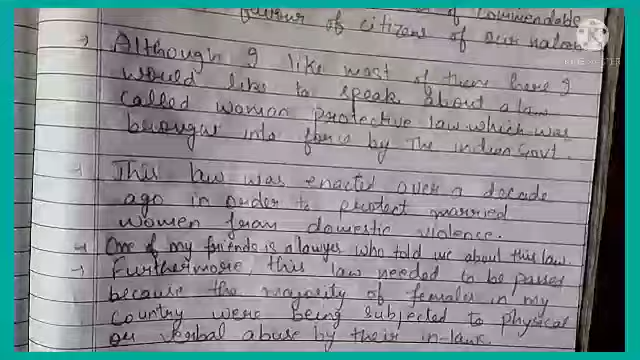 of commendable
favour of citizens of our nation
→ Although I like most of them here I
would like to speak about a law
called woman protective law which was
brought into force by The indian Govt.
→ This law was enacted over a decade
ago in order to protect married
women from domestic violence.
→ One of my friends is a lawyer who told me about this law.
→ Furthermore, this law needed to be passed
because the majority of females in my
country were being subjected to physical
or verbal abuse by their in-laws.